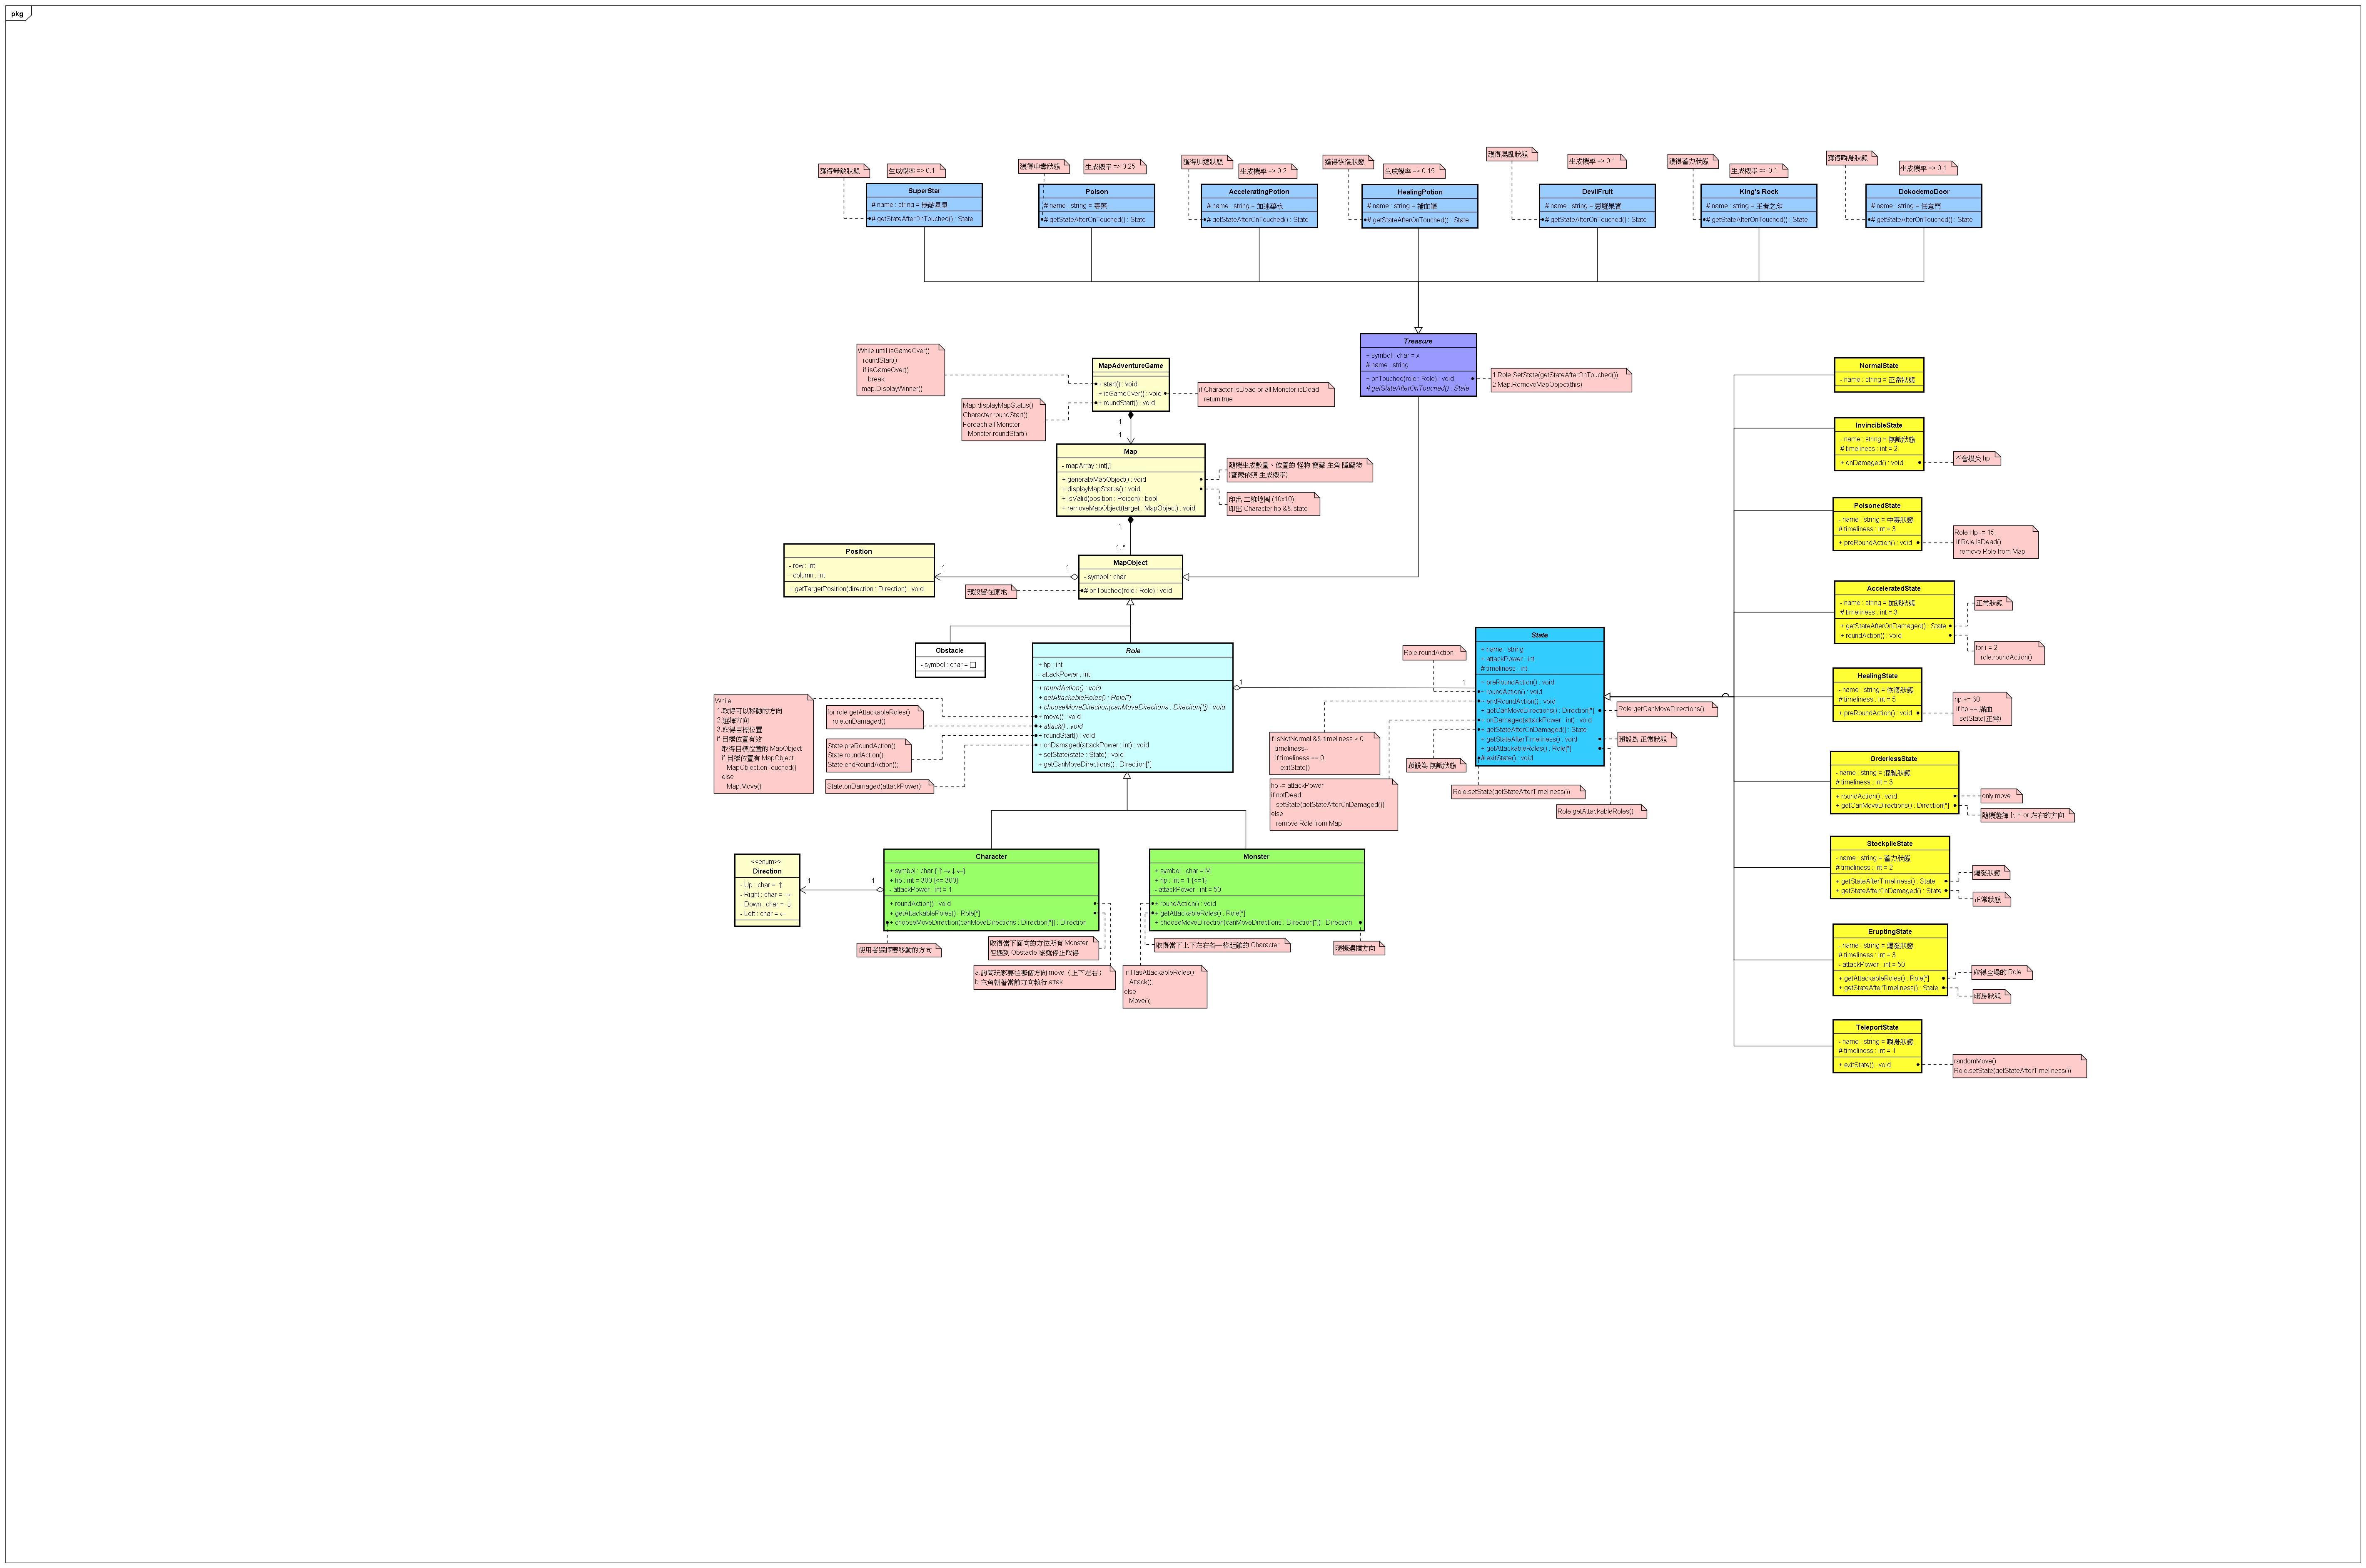 pkg
獲得無敵狀態
生成機率 => 0.1
SuperStar
# name : string = 無敵星星
# getStateAfterOnTouched() : State
獲得中毒狀態
生成機率 => 0.25
Poison
# name : string = 毒藥
# getStateAfterOnTouched() : State
獲得加速狀態
生成機率 => 0.2
AcceleratingPotion
# name : string = 加速藥水
# getStateAfterOnTouched() : State
獲得恢復狀態
生成機率 => 0.15
HealingPotion
# name : string = 補血罐
# getStateAfterOnTouched() : State
獲得混亂狀態
生成機率 => 0.1
DevilFruit
# name : string = 惡魔果實
# getStateAfterOnTouched() : State
獲得蓄力狀態
生成機率 => 0.1
King's Rock
# name : string = 王者之印
# getStateAfterOnTouched() : State
獲得瞬身狀態
生成機率 => 0.1
DokodemoDoor
# name : string = 任意門
# getStateAfterOnTouched() : State
Treasure
+ symbol : char = x
# name : string
+ onTouched(role : Role) : void
# getStateAfterOnTouched() : State
1.Role.SetState(getStateAfterOnTouched())
2.Map.RemoveMapObject(this)
While until isGameOver()
roundStart()
if isGameOver()
break
_map.DisplayWinner()
MapAdventureGame
+ start() : void
+ isGameOver() : void
+ roundStart() : void
if Character isDead or all Monster isDead
return true
Map.displayMapStatus()
Character.roundStart()
Foreach all Monster
Monster.roundStart()
1
1
Map
- mapArray : int[,]
+ generateMapObject() : void
+ displayMapStatus() : void
+ isValid(position : Poison) : bool
+ removeMapObject(target : MapObject) : void
隨機生成數量、位置的 怪物 寶藏 主角 障礙物
(寶藏依照 生成機率)
印出 二維地圖 (10x10)
印出 Character hp && state
1
1..*
Position
- row : int
- column : int
+ getTargetPosition(direction : Direction) : void
1
1
MapObject
- symbol : char
# onTouched(role : Role) : void
預設留在原地
Obstacle
- symbol : char = □
Role
+ hp : int
- attackPower : int
+ roundAction() : void
+ getAttackableRoles() : Role[*]
+ chooseMoveDirection(canMoveDirections : Direction[*]) : void
+ move() : void
+ attack() : void
+ roundStart() : void
+ onDamaged(attackPower : int) : void
+ setState(state : State) : void
+ getCanMoveDirections() : Direction[*]
While
1.取得可以移動的方向
2.選擇方向
3.取得目標位置
if 目標位置有效
取得目標位置的 MapObject
if 目標位置有 MapObject
MapObject.onTouched()
else
Map.Move()
for role getAttackableRoles()
role.onDamaged()
State.preRoundAction();
State.roundAction();
State.endRoundAction();
State.onDamaged(attackPower)
1
1
Role.roundAction
State
+ name : string
+ attackPower : int
# timeliness : int
~ preRoundAction() : void
~ roundAction() : void
~ endRoundAction() : void
+ getCanMoveDirections() : Direction[*]
+ onDamaged(attackPower : int) : void
+ getStateAfterOnDamaged() : State
+ getStateAfterTimeliness() : void
+ getAttackableRoles() : Role[*]
# exitState() : void
Role.getCanMoveDirections()
預設為 正常狀態
if isNotNormal && timeliness > 0
timeliness--
if timeliness == 0
exitState()
預設為 無敵狀態
hp -= attackPower
if notDead
setState(getStateAfterOnDamaged())
else
remove Role from Map
Role.setState(getStateAfterTimeliness())
Role.getAttackableRoles()
<<enum>>
Direction
- Up : char = ↑
- Right : char = →
- Down : char = ↓
- Left : char = ←
1
1
Character
+ symbol : char {↑→↓←}
+ hp : int = 300 {<= 300}
- attackPower : int = 1
+ roundAction() : void
+ getAttackableRoles() : Role[*]
+ chooseMoveDirection(canMoveDirections : Direction[*]) : Direction
使用者選擇要移動的方向
取得當下面向的方位所有 Monster
但遇到 Obstacle 後就停止取得
a.詢問玩家要往哪個方向 move（上下左右）
b.主角朝著當前方向執行 attak
Monster
+ symbol : char = M
+ hp : int = 1 {<=1}
- attackPower : int = 50
+ roundAction() : void
+ getAttackableRoles() : Role[*]
+ chooseMoveDirection(canMoveDirections : Direction[*]) : Direction
取得當下上下左右各一格距離的 Character
隨機選擇方向
if HasAttackableRoles()
Attack();
else
Move();
NormalState
- name : string = 正常狀態
InvincibleState
- name : string = 無敵狀態
# timeliness : int = 2
+ onDamaged() : void
不會損失 hp
PoisonedState
- name : string = 中毒狀態
# timeliness : int = 3
+ preRoundAction() : void
Role.Hp -= 15;
if Role.IsDead()
remove Role from Map
AcceleratedState
- name : string = 加速狀態
# timeliness : int = 3
+ getStateAfterOnDamaged() : State
+ roundAction() : void
正常狀態
for i = 2
role.roundAction()
HealingState
- name : string = 恢復狀態
# timeliness : int = 5
+ preRoundAction() : void
hp += 30
if hp == 滿血
setState(正常)
OrderlessState
- name : string = 混亂狀態
# timeliness : int = 3
+ roundAction() : void
+ getCanMoveDirections() : Direction[*]
only move
隨機選擇上下 or 左右的方向
StockpileState
- name : string = 蓄力狀態
# timeliness : int = 2
+ getStateAfterTimeliness() : State
+ getStateAfterOnDamaged() : State
爆發狀態
正常狀態
EruptingState
- name : string = 爆發狀態
# timeliness : int = 3
- attackPower : int = 50
+ getAttackableRoles() : Role[*]
+ getStateAfterTimeliness() : State
取得全場的 Role
瞬身狀態
TeleportState
- name : string = 瞬身狀態
# timeliness : int = 1
+ exitState() : void
randomMove()
Role.setState(getStateAfterTimeliness())